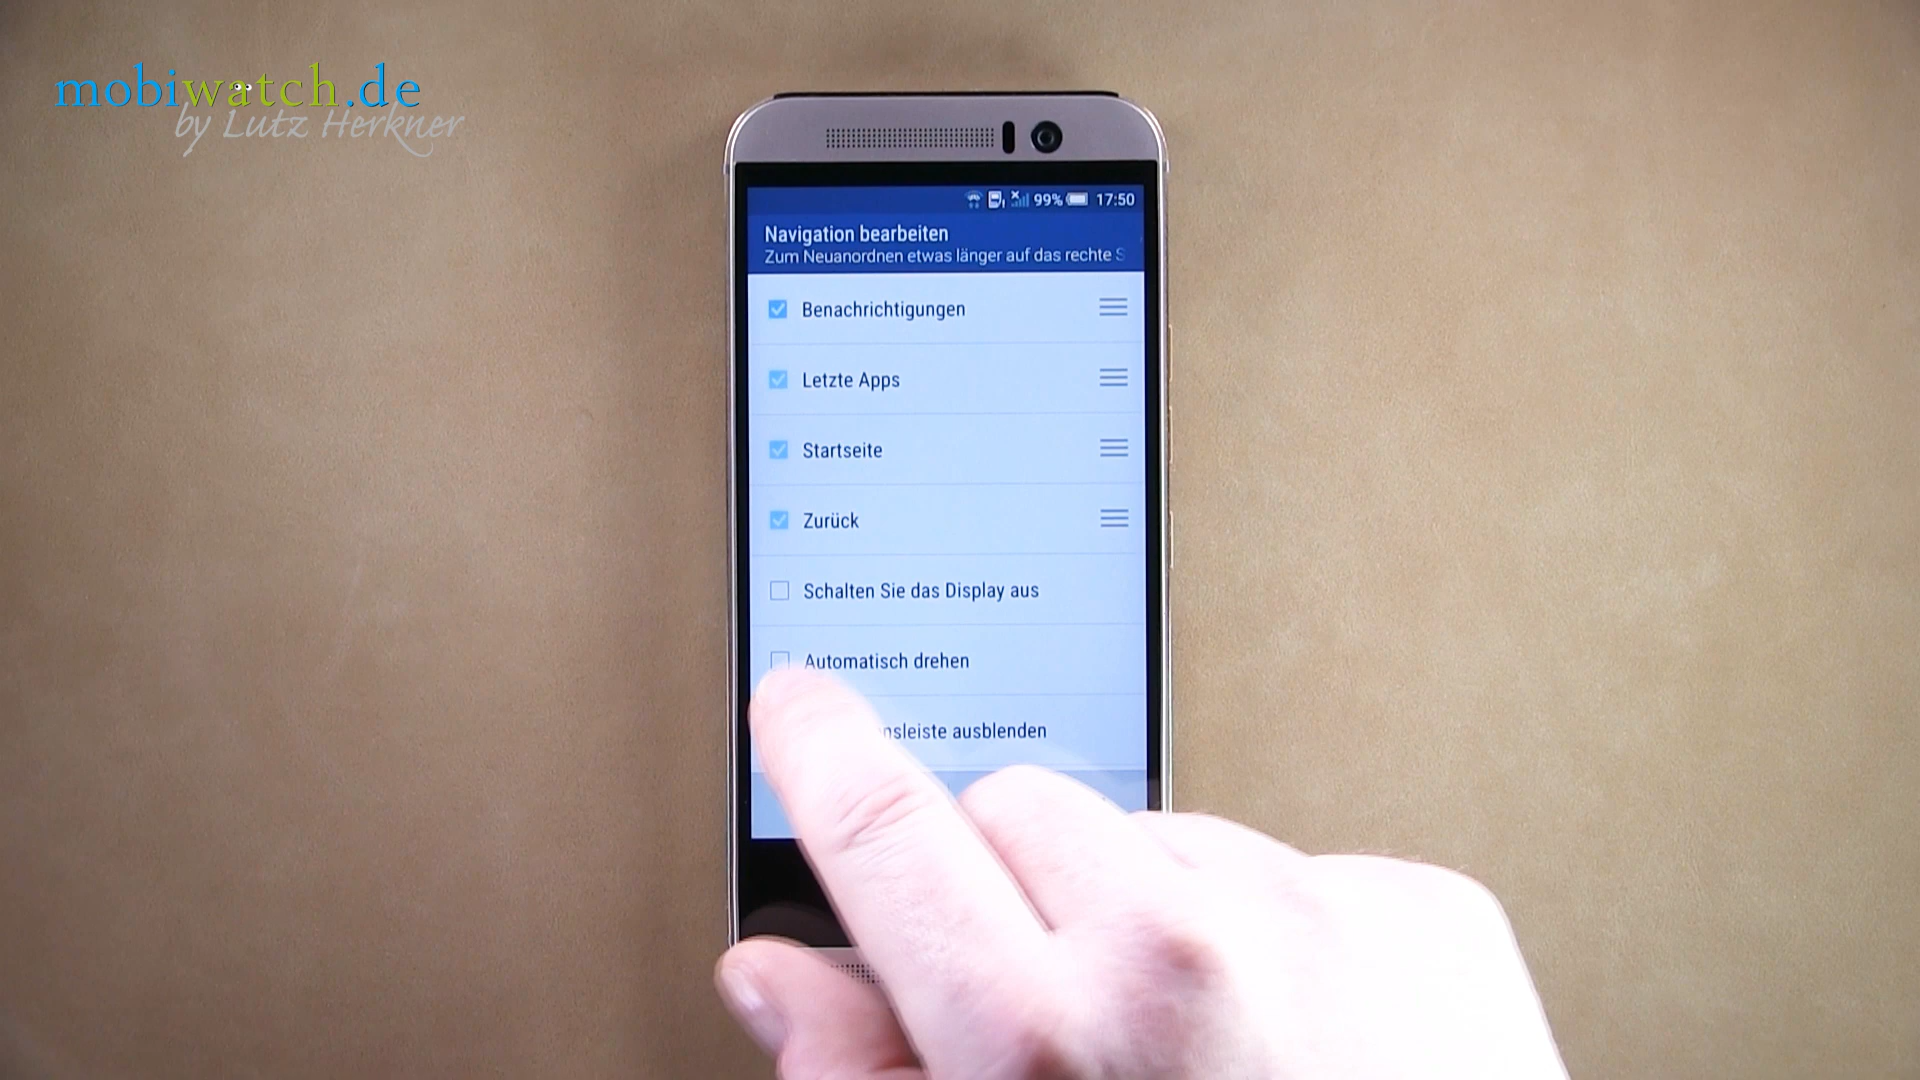 mobiwatch.de
by Lutz Herkner
99% 17:50
Navigation bearbeiten
Zum Neuanordnen etwas länger auf das rechte S
Benachrichtigungen
Letzte Apps
Startseite
Zurück
Schalten Sie das Display aus
Automatisch drehen
ausblenden